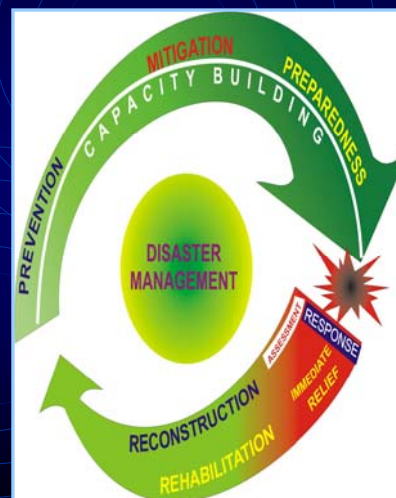 PREVENTION
MITIGATION
PREPAREDNESS
CAPACITY BUILDING
DISASTER
MANAGEMENT
RESPONSE
ASSESSMENT
IMMEDIATE
RELIEF
RECONSTRUCTION
REHABILITATION